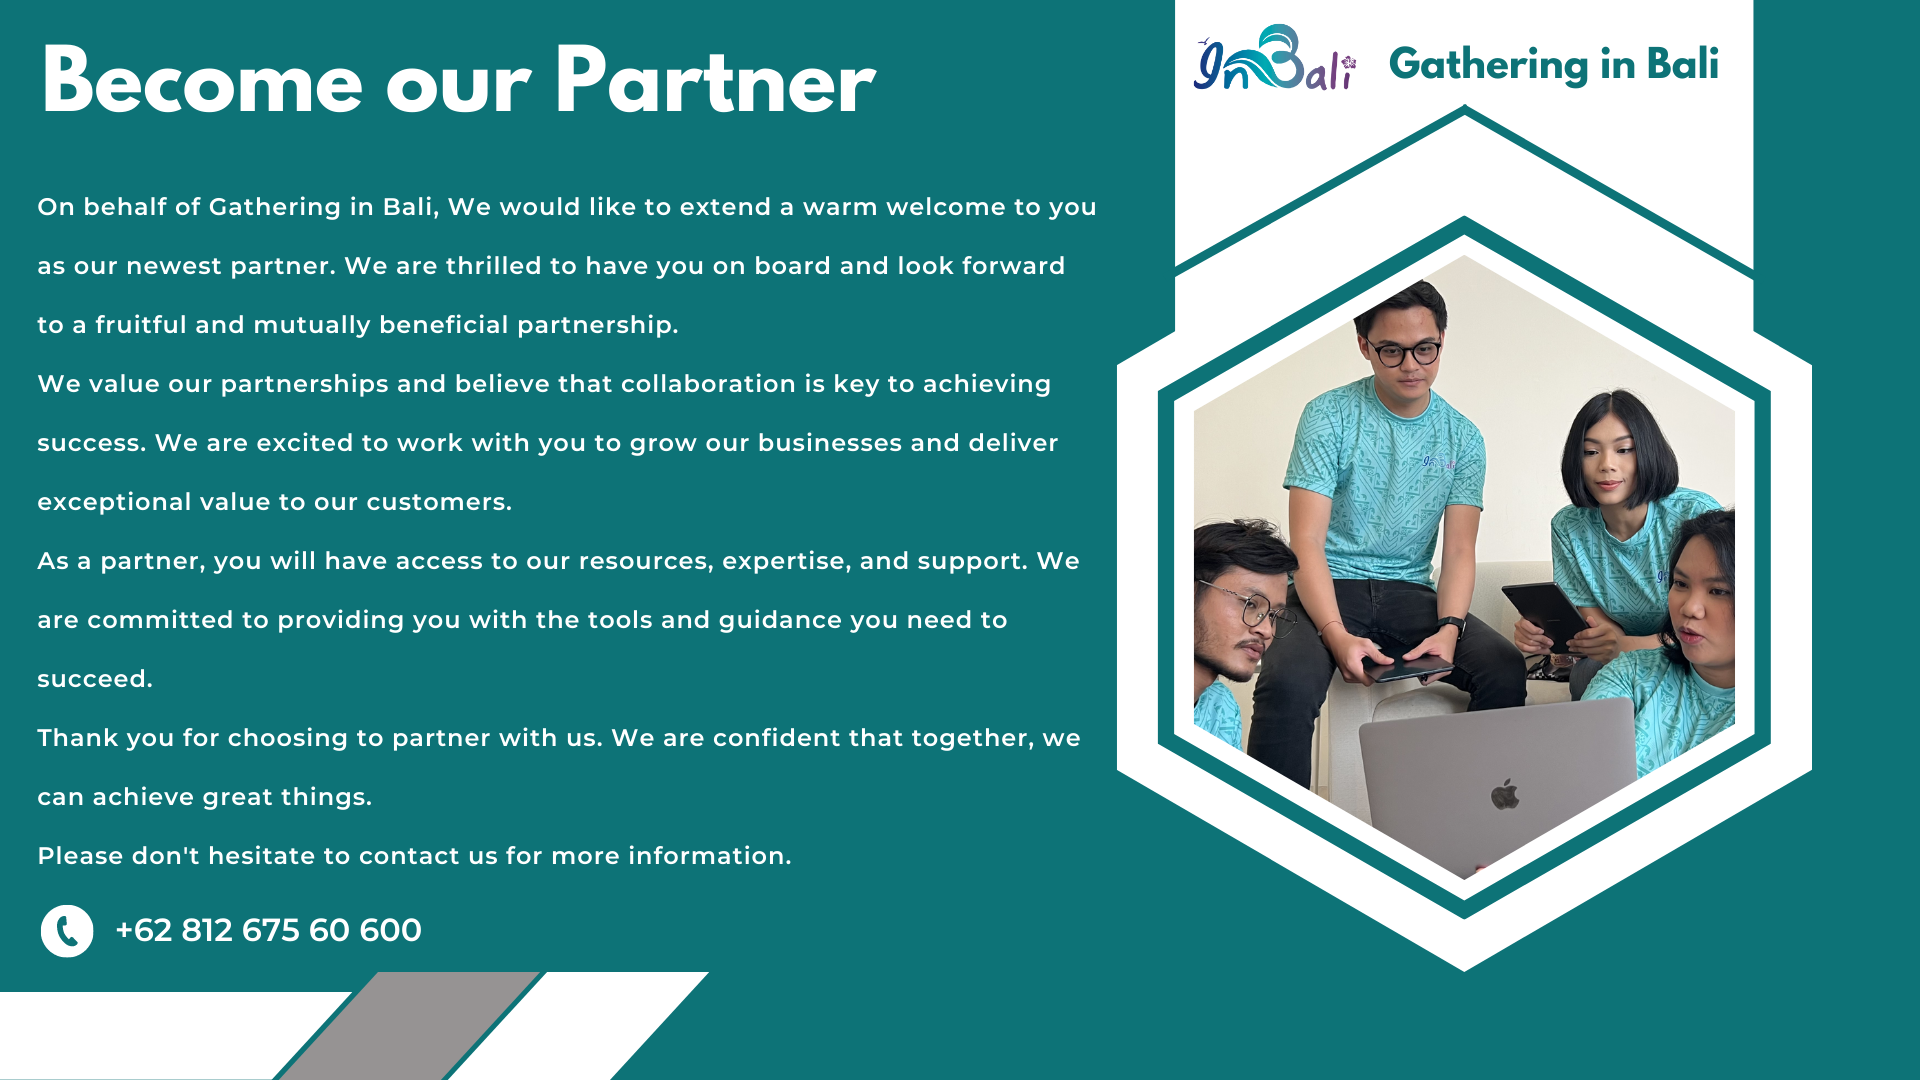 Become our Partner
InBali
Gathering in Bali
On behalf of Gathering in Bali, We would like to extend a warm welcome to you
as our newest partner. We are thrilled to have you on board and look forward
to a fruitful and mutually beneficial partnership.
We value our partnerships and believe that collaboration is key to achieving
success. We are excited to work with you to grow our businesses and deliver
exceptional value to our customers.
As a partner, you will have access to our resources, expertise, and support. We
are committed to providing you with the tools and guidance you need to
succeed.
Thank you for choosing to partner with us. We are confident that together, we
can achieve great things.
Please don't hesitate to contact us for more information.
+62 812 675 60 600